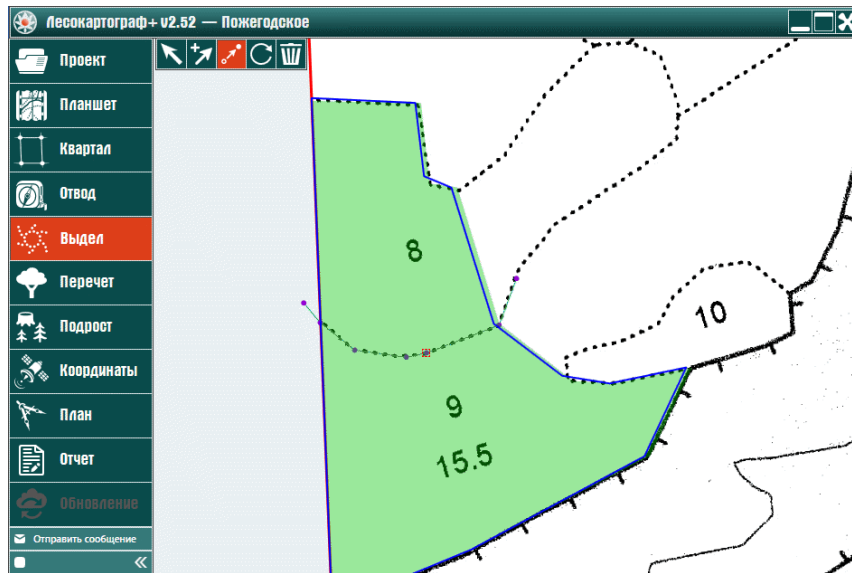 Лесокартограф+ v2.52 — Пожегодское
Проект
Планшет
Квартал
Отвод
Выдел
Перечет
Подрост
Координаты
План
Отчет
Обновление
Отправить сообщение
8
10
9
15.5